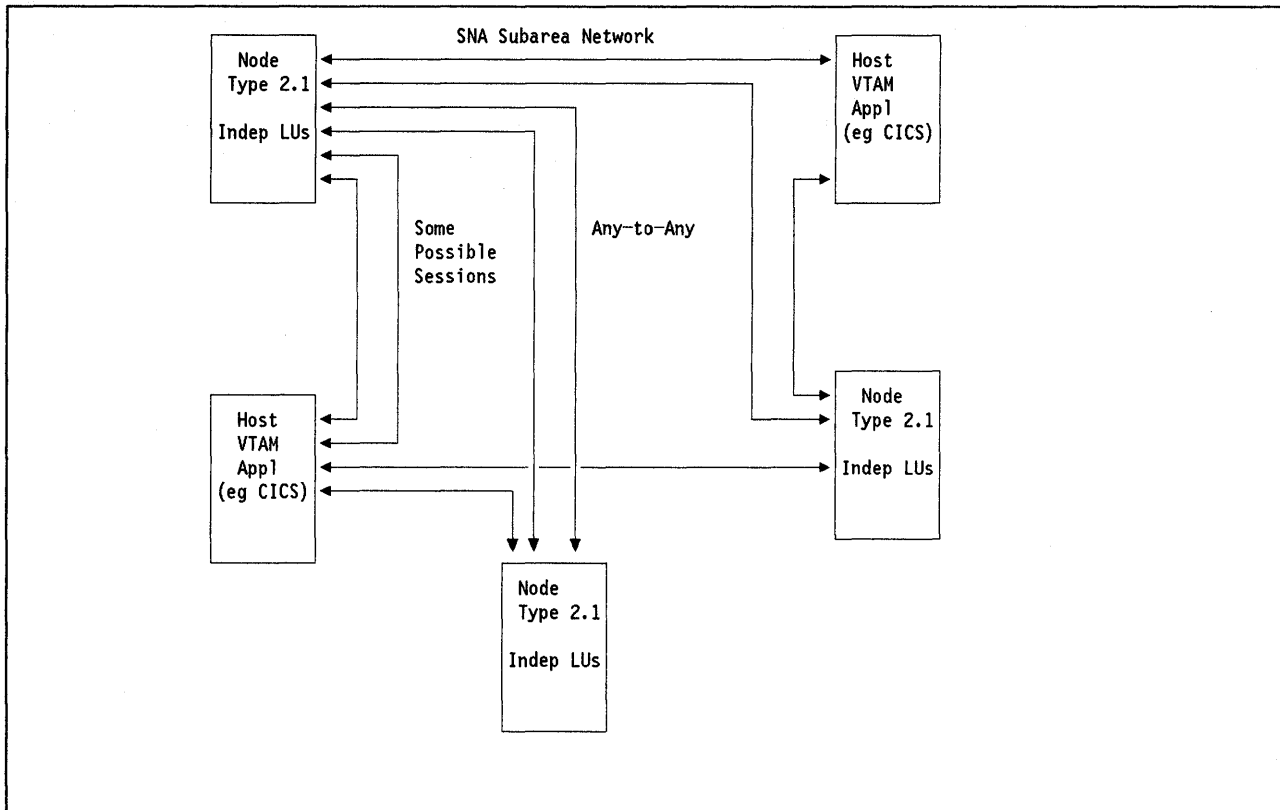 SNA Subarea Network
Node
Type 2.1
Indep LUs
Host
VTAM
Appl
(eg CICS)
Some
Possible
Sessions
Any-to-Any
Host
VTAM
Appl
(eg CICS)
Node
Type 2.1
Indep LUs
Node
Type 2.1
Indep LUs